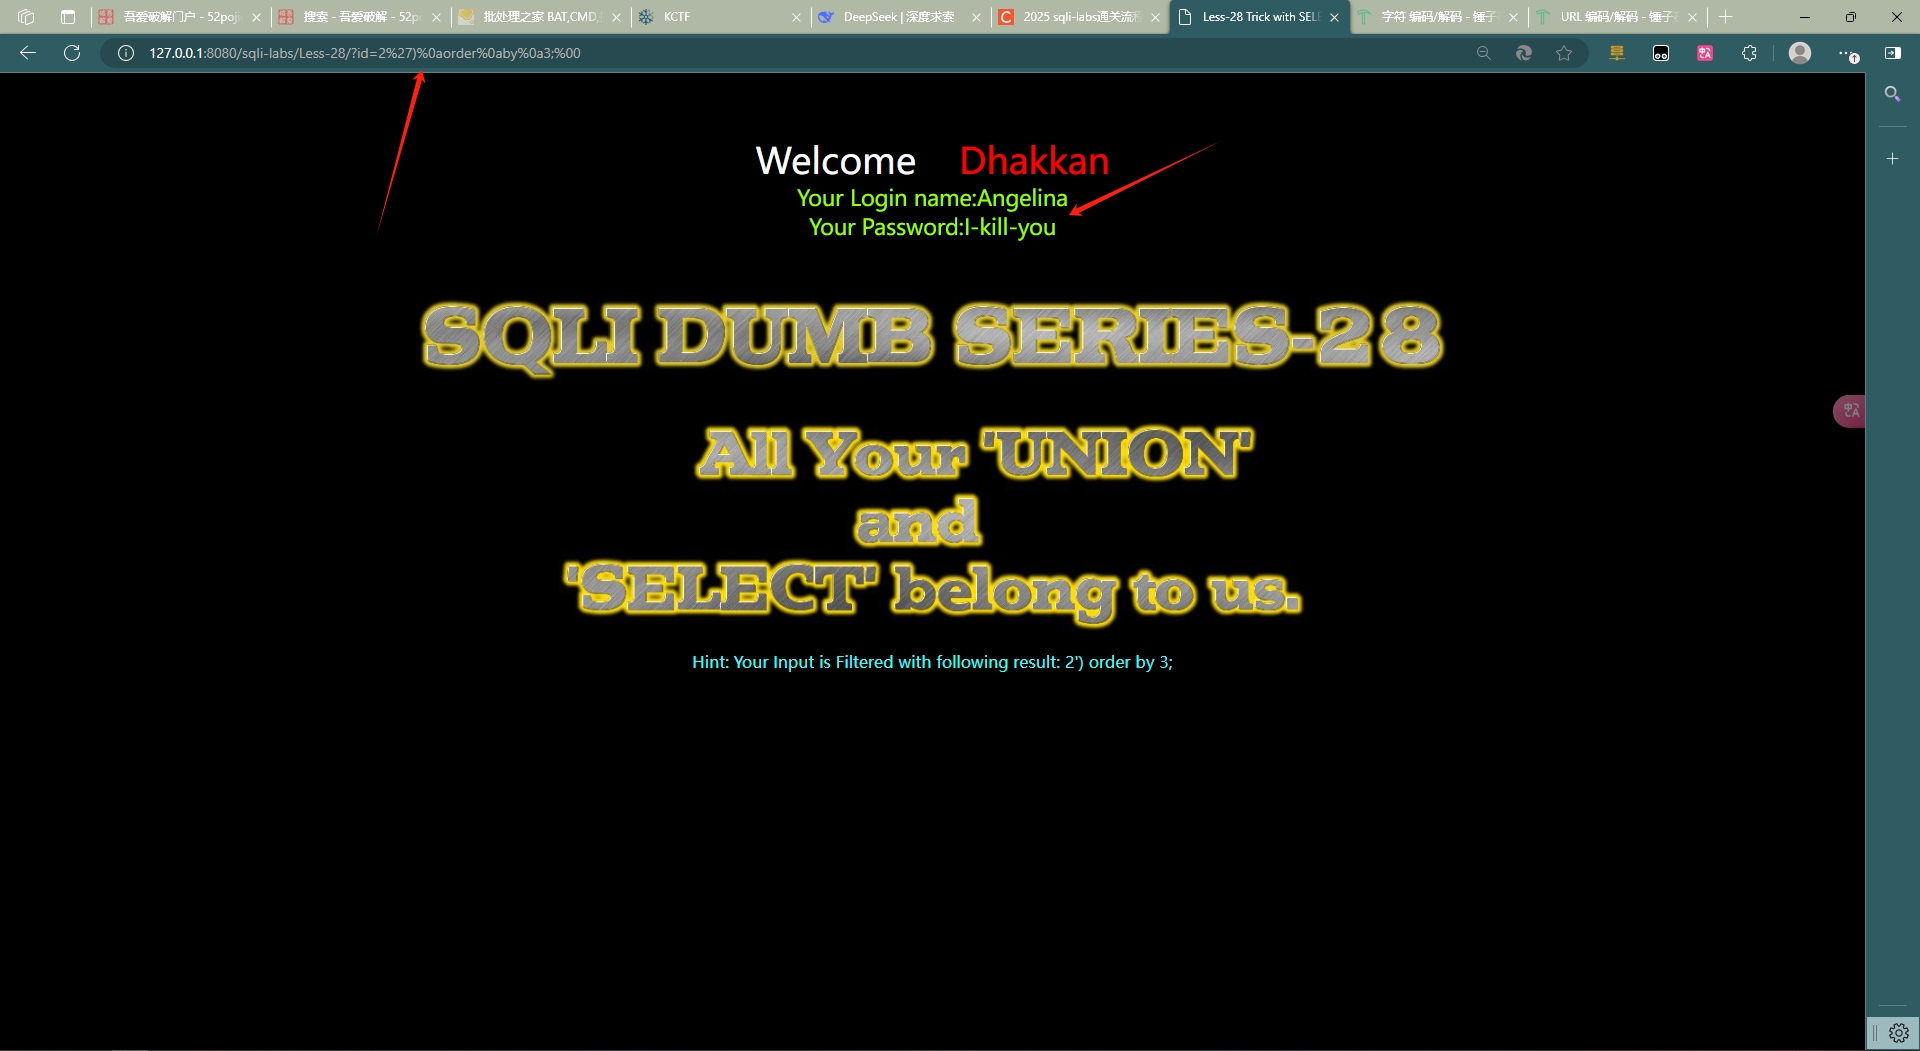 吾爱破解门户 - 52poj
搜索 - 吾爱破解 - 52p
批处理之家 BAT,CMD,
KCTF
DeepSeek | 深度求索
2025 sqli-labs通关流程
Less-28 Trick with SELE
字符 编码/解码 - 锤子
URL 编码/解码 - 锤子
127.0.0.1:8080/sqli-labs/Less-28/?id=2%27)%0aorder%0aby%0a3;%00
Welcome Dhakkan
Your Login name:Angelina
Your Password:I-kill-you
SQLI DUMB SERIES-28
All Your 'UNION'
and
'SELECT' belong to us.
Hint: Your Input is Filtered with following result: 2') order by 3;